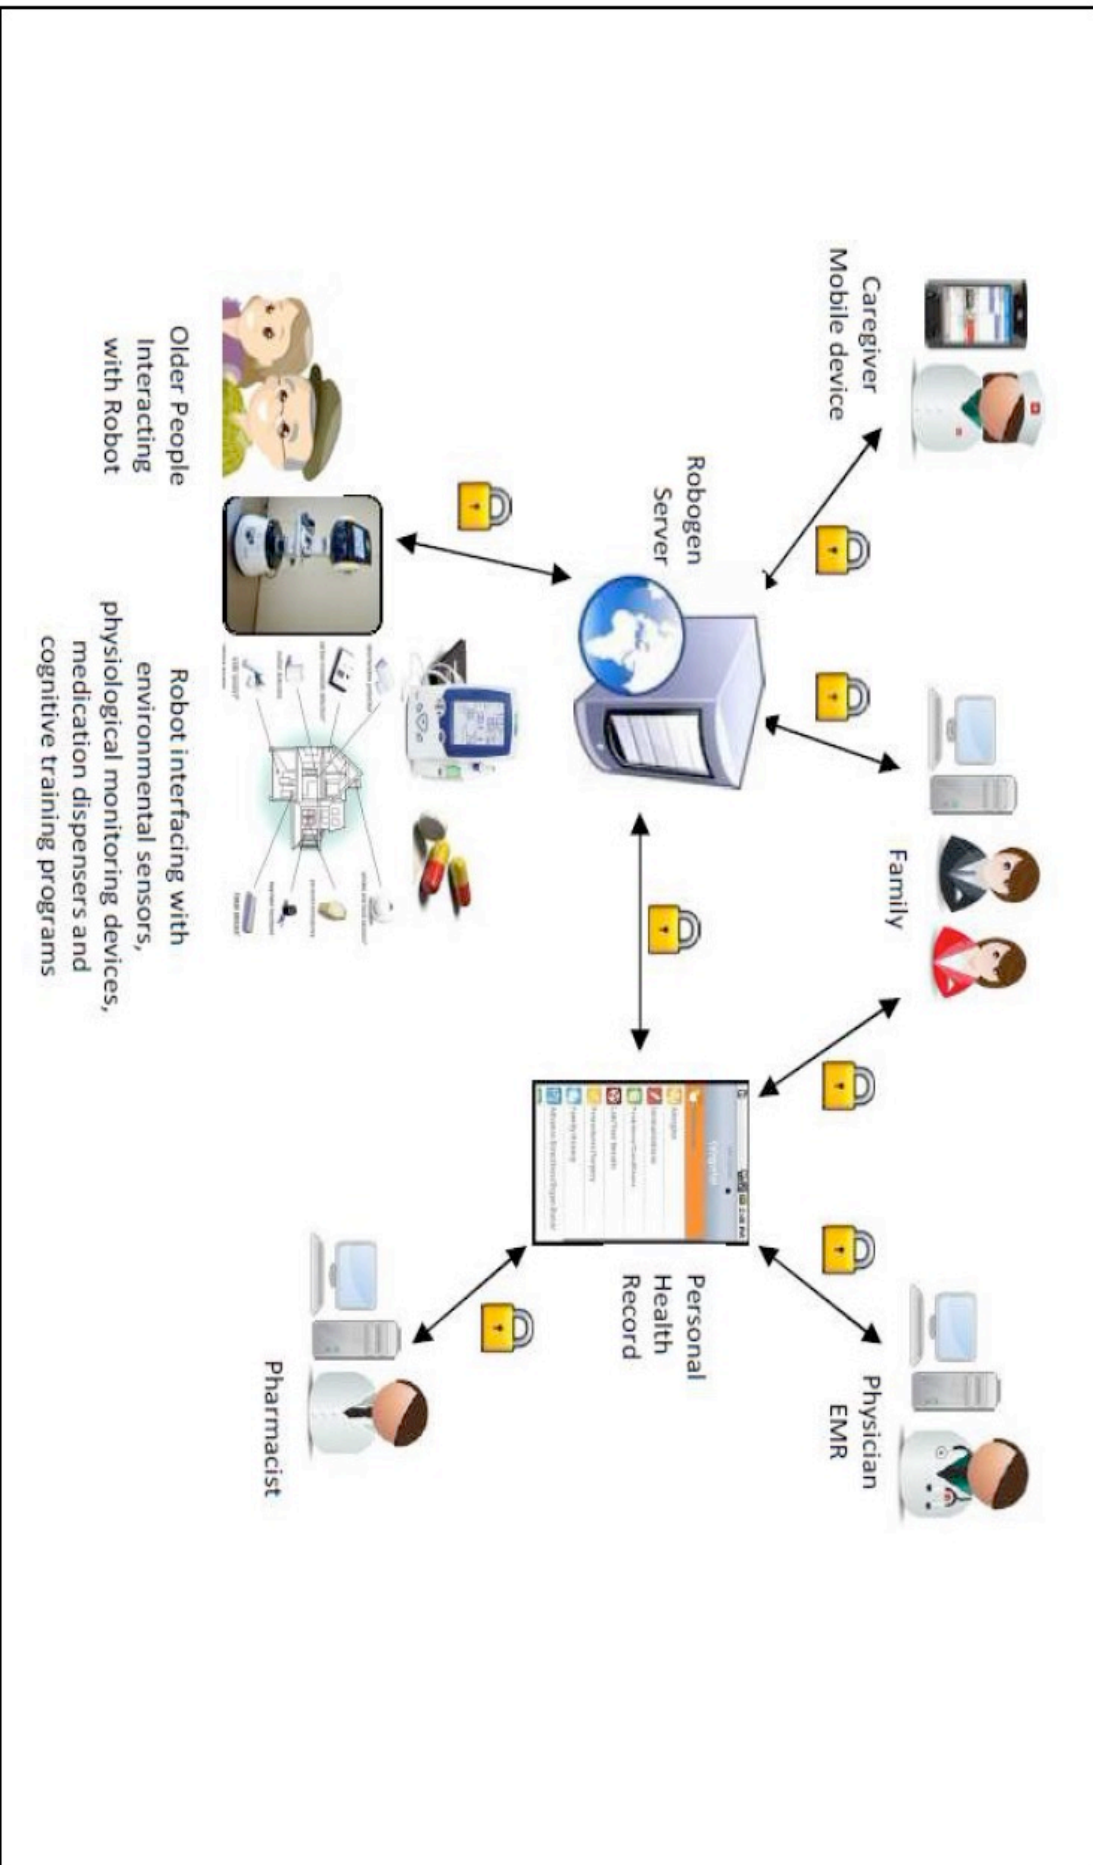 Caregiver
Mobile device
Family
Physician
EMR
Robogen
Server
Personal
Health
Record
Pharmacist
Older People
Interacting
with Robot
Robot interfacing with
environmental sensors,
physiological monitoring devices,
medication dispensers and
cognitive training programs